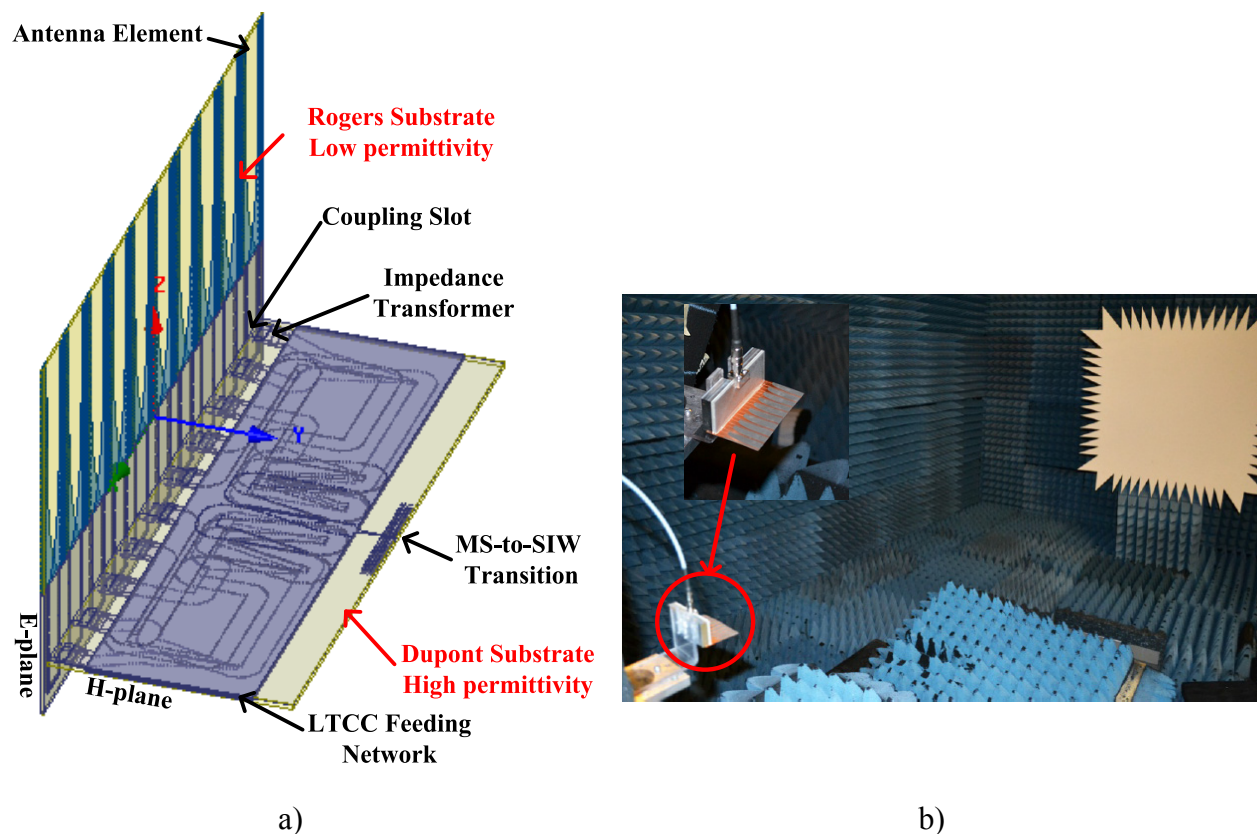 Antenna Element
Rogers Substrate
Low permittivity
Coupling Slot
Impedance
Transformer
Z
Y
MS-to-SIW
Transition
E-plane
H-plane
Dupont Substrate
High permittivity
LTCC Feeding
Network
a)
b)